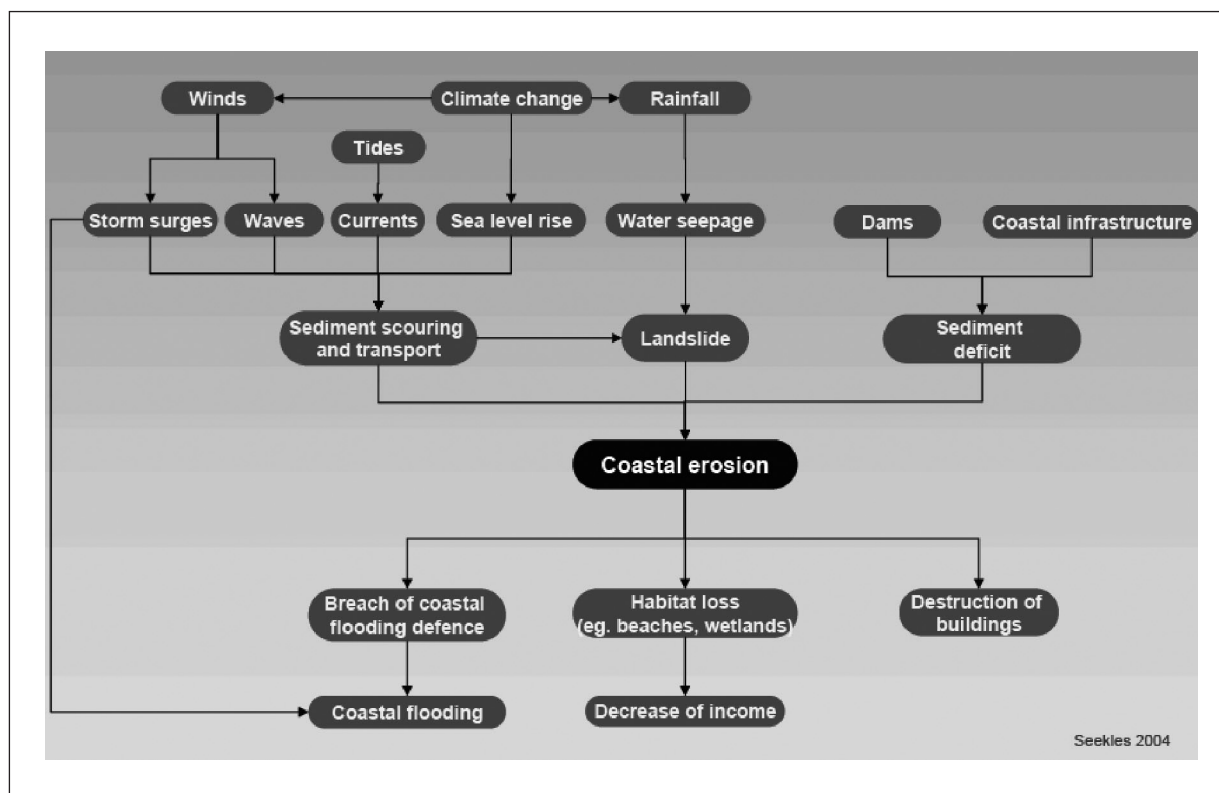 Winds
Climate change
Rainfall
Tides
Storm surges
Waves
Currents
Sea level rise
Water seepage
Dams
Coastal infrastructure
Sediment scouring
and transport
Landslide
Sediment
deficit
Coastal erosion
Breach of coastal
flooding defence
Habitat loss
(eg. beaches, wetlands)
Destruction of
buildings
Coastal flooding
Decrease of income
Seekles 2004